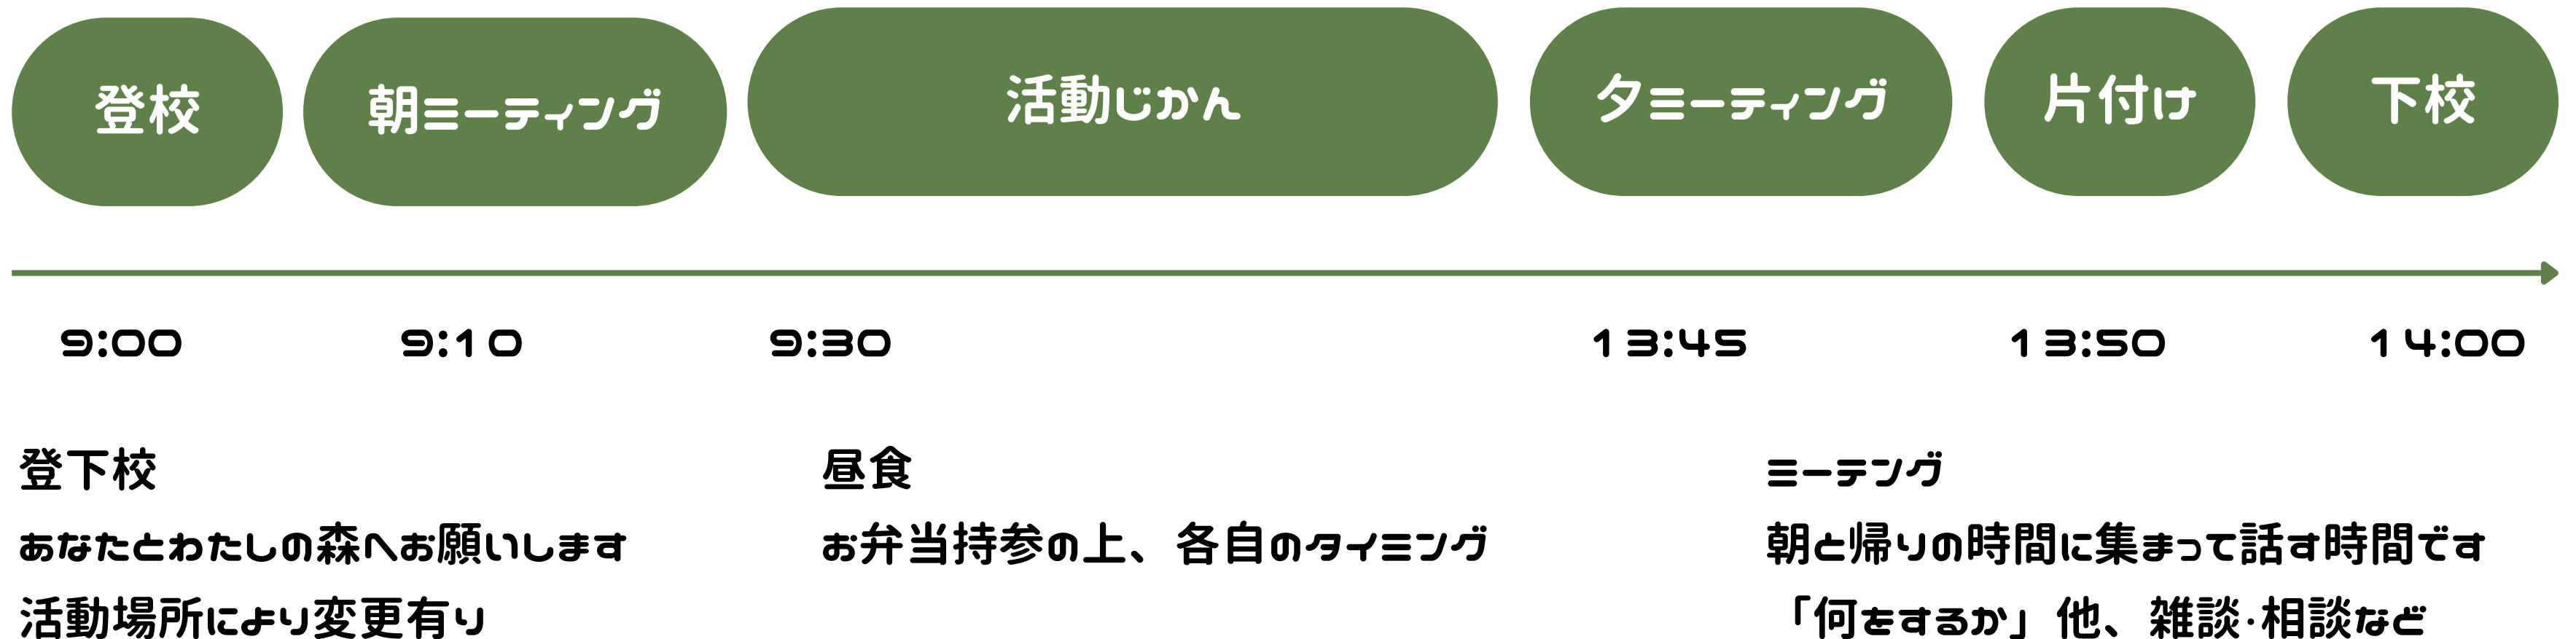 登校
朝ミーティング
活動じかん
夕ミーティング
片付け
下校
9:00
9:10
9:30
13:45
13:50
14:00
登下校
あなたとわたしの森へお願いします
活動場所により変更有り
昼食
お弁当持参の上、各自のタイミング
ミーテング
朝と帰りの時間に集まって話す時間です
「何をするか」他、雑談・相談など